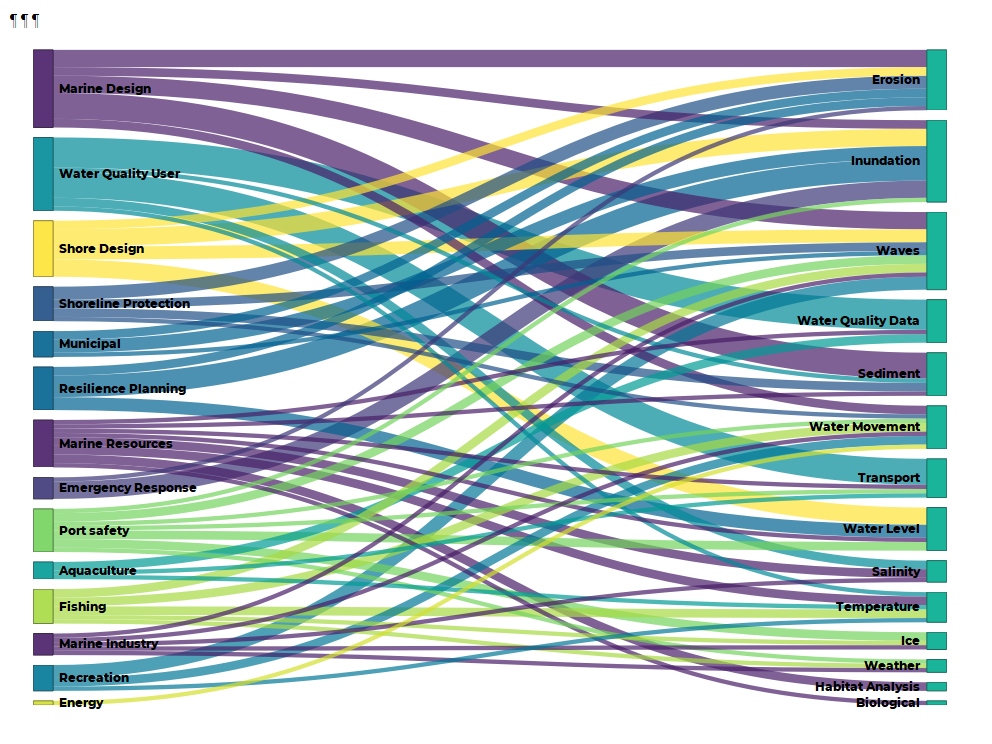 ¶¶¶
Marine Design
Water Quality User
Shore Design
Shoreline Protection
Municipal
Resilience Planning
Marine Resources
Emergency Response
Port safety
Aquaculture
Fishing
Marine Industry
Recreation
Energy
Erosion
Inundation
Waves
Water Quality Data
Sediment
Water Movement
Transport
Water Level
Salinity
Temperature
Ice
Weather
Habitat Analysis
Biological